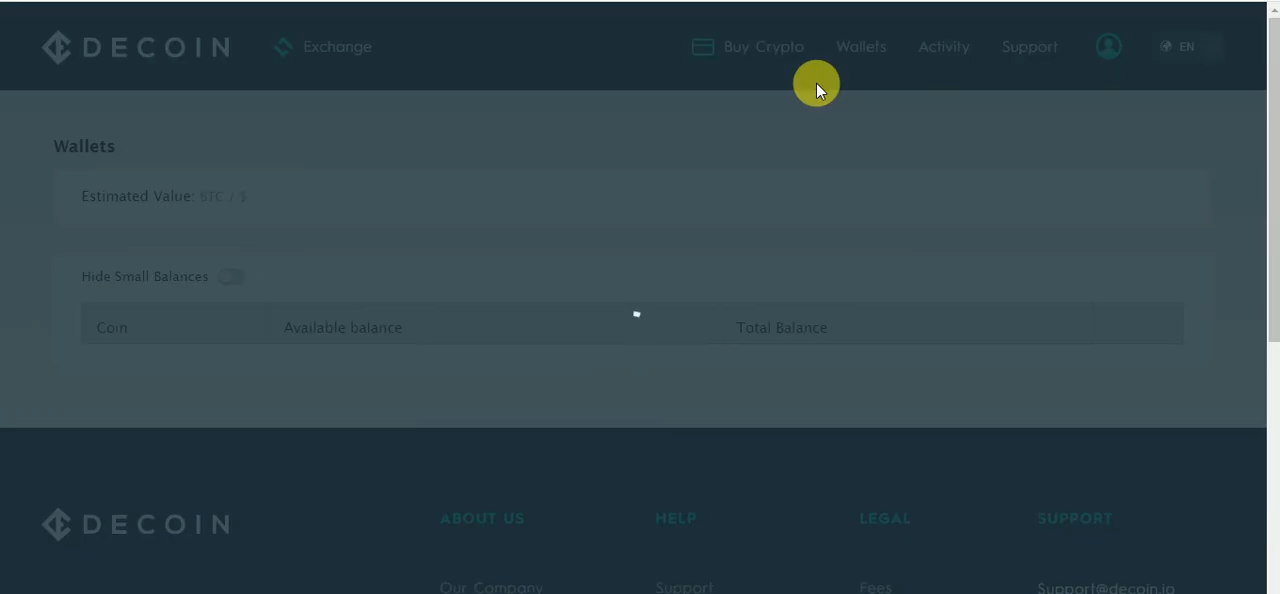 DECOIN Exchange Buy Crypto Wallets Activity Support EN
Wallets
Estimated Value: BTC / $
Hide Small Balances
Coin Available balance Total Balance
DECOIN ABOUT US HELP LEGAL SUPPORT
Our Company Support Fees Support@decoin.io